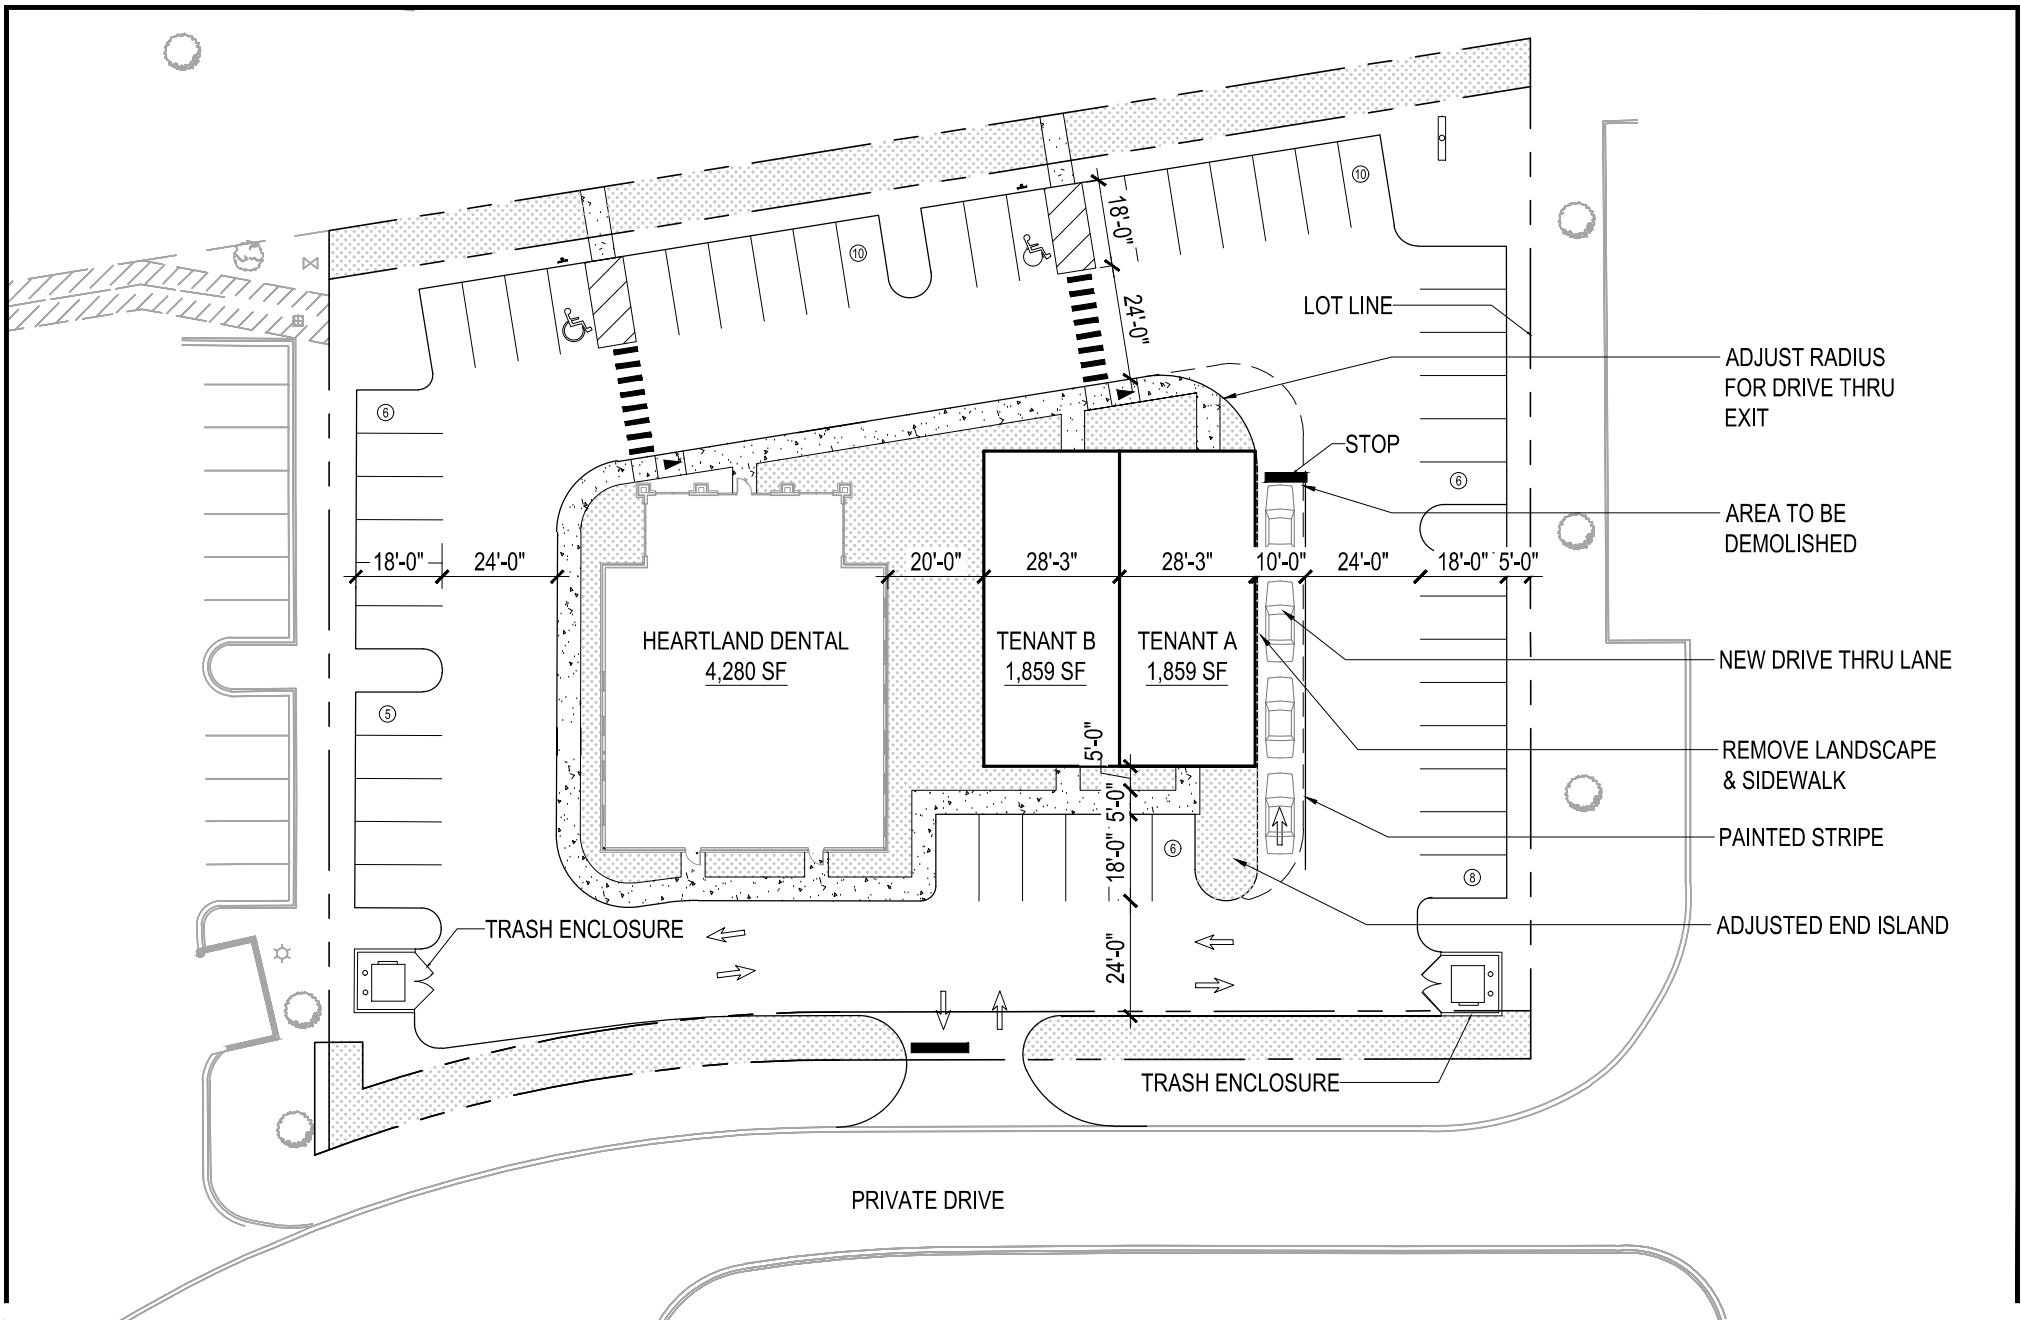 10
18'-0"
10
24'-0"
LOT LINE
ADJUST RADIUS
FOR DRIVE THRU
EXIT
6
STOP
6
AREA TO BE
DEMOLISHED
18'-0"
24'-0"
20'-0"
28'-3"
28'-3"
10'-0"
24'-0"
18'-0"
5'-0"
HEARTLAND DENTAL
4,280 SF
TENANT B
1,859 SF
TENANT A
1,859 SF
NEW DRIVE THRU LANE
5
5'-0"
REMOVE LANDSCAPE
& SIDEWALK
5'-0"
PAINTED STRIPE
18'-0"
6
8
TRASH ENCLOSURE
ADJUSTED END ISLAND
24'-0"
TRASH ENCLOSURE
PRIVATE DRIVE